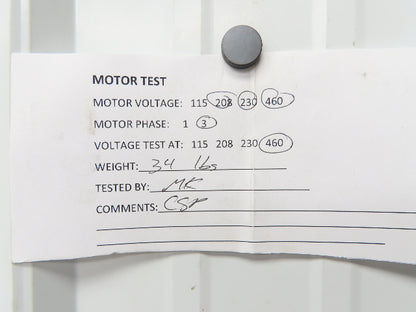 MOTOR TEST
MOTOR VOLTAGE: 115 208 230 460
MOTOR PHASE: 1 3
VOLTAGE TEST AT: 115 208 230 460
WEIGHT: 34 lbs
TESTED BY: MK
COMMENTS: